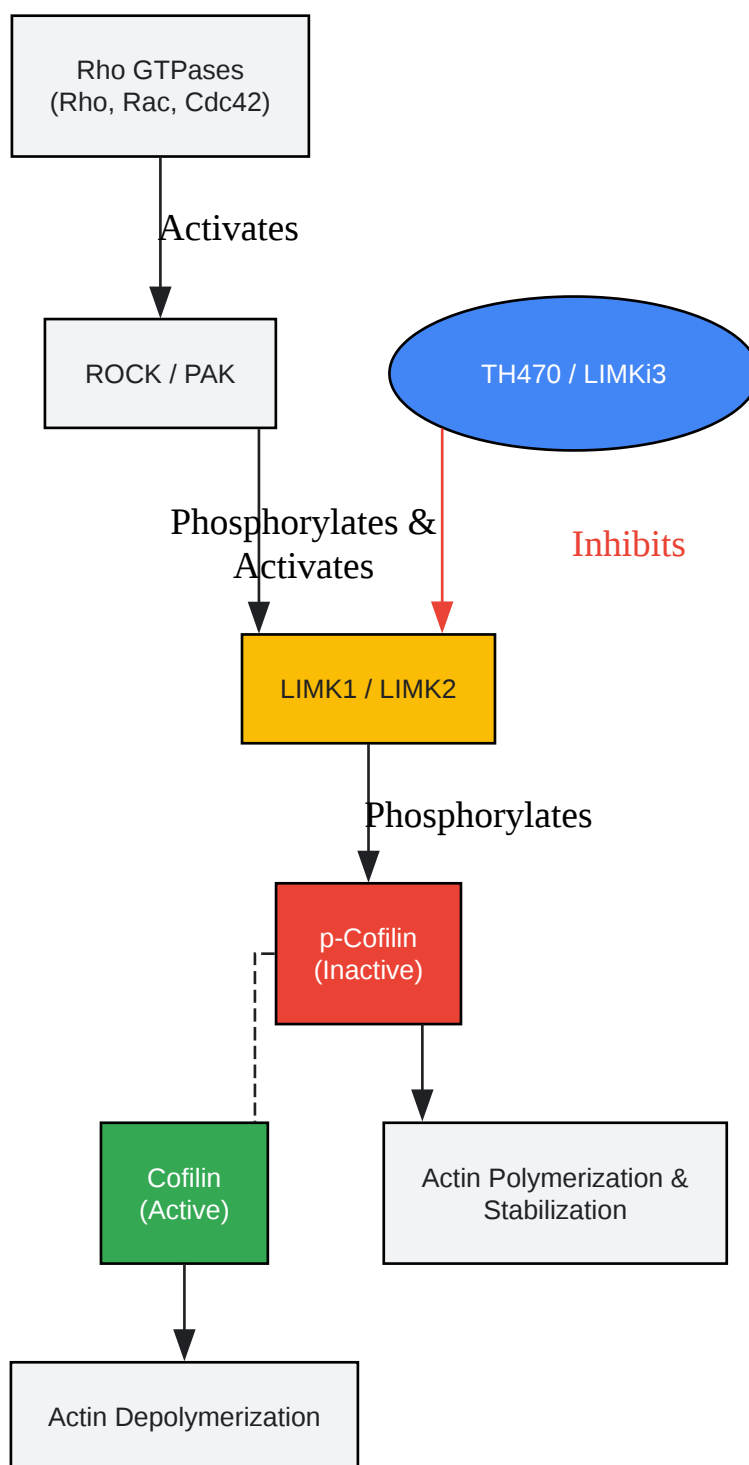 Rho GTPases
(Rho, Rac, Cdc42)
Activates
ROCK / PAK
TH470 / LIMKi3
Phosphorylates &
Activates
Inhibits
LIMK1 / LIMK2
Phosphorylates
p-Cofilin
(Inactive)
Cofilin
(Active)
Actin Polymerization &
Stabilization
Actin Depolymerization